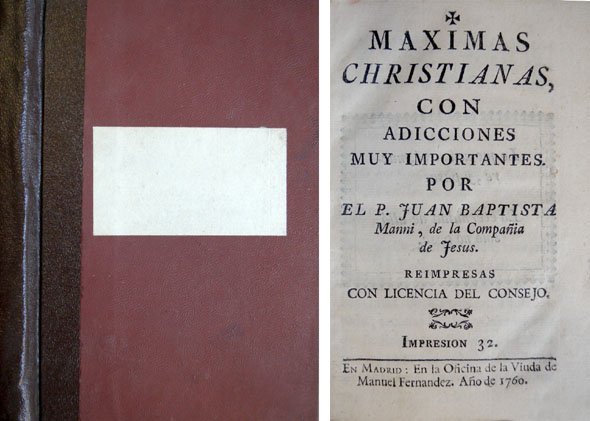 MAXIMAS
CHRISTIANAS,
CON
ADICCIONES
MUY IMPORTANTES.
POR
EL P. JUAN BAPTISTA
Manni, de la Compañia
de Jesus.
REIMPRESAS
CON LICENCIA DEL CONSEJO.
IMPRESION 32.
EN MADRID: En la Oficina de la Viuda de
Manuel Fernandez. Año de 1760.